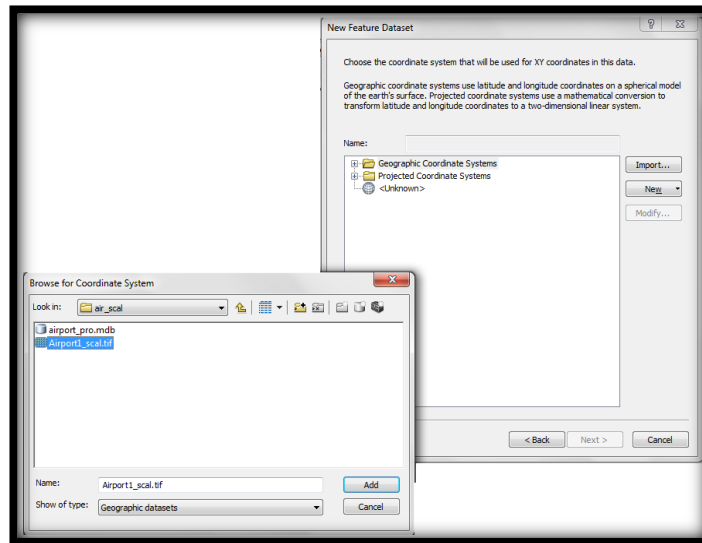 New Feature Dataset
Choose the coordinate system that will be used for XY coordinates in this data.
Geographic coordinate systems use latitude and longitude coordinates on a spherical model
of the earth's surface. Projected coordinate systems use a mathematical conversion to
transform latitude and longitude coordinates to a two-dimensional linear system.
Name:
Geographic Coordinate Systems
Projected Coordinate Systems
<Unknown>
Import...
New
Modify...
< Back
Next >
Cancel
Browse for Coordinate System
Look in:
air_scal
airport_pro.mdb
Airport1_scal.tif
Name:
Airport1_scal.tif
Add
Show of type:
Geographic datasets
Cancel